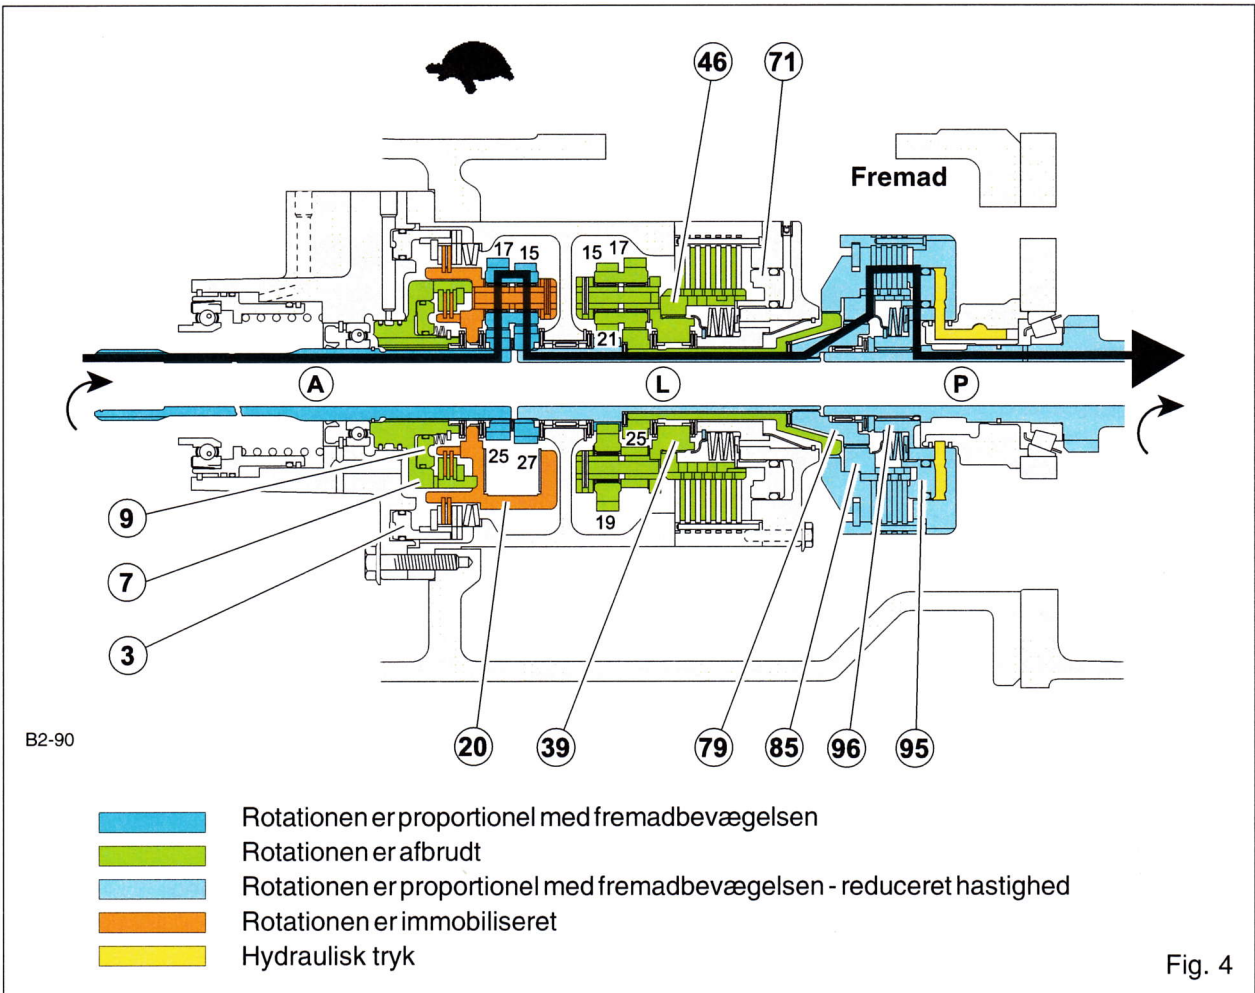 46 71
Fremad
17 15 15 17
21
A L P
25 27 25
19
9
7
3
20 39 79 85 96 95
B2-90
Rotationen er proportionel med fremadbevægelsen
Rotationen er afbrudt
Rotationen er proportionel med fremadbevægelsen - reduceret hastighed
Rotationen er immobiliseret
Hydraulisk tryk
Fig. 4